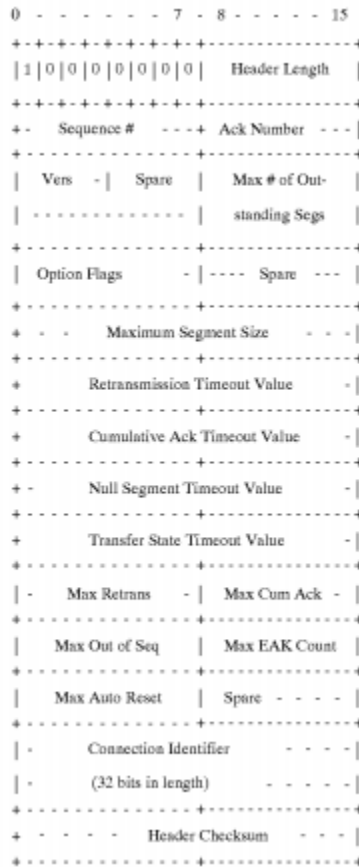 0 - - - - - 7 - 8 - - - - - 15
+-+-+-+-+-+-+-+-+- - - - - - - -+
|1|0|0|0|0|0|0|0| Header Length
+-+-+-+-+-+-+-+-+- - - - - - - -+
+ - Sequence # - - -+ Ack Number - - -|
+ - - - - - - - - - - - + - - - - - - - - - +
| Vers - | Spare | Max # of Out-
| - - - - - - - - - - - - - | standing Segs
+ - - - - - - - - - - - + - - - - - - - - - +
| Option Flags - | - - - - Spare - - -|
+ - - - - - - - - - - - + - - - - - - - - - +
+ - - Maximum Segment Size - - -|
+ - - - - - - - - - - - + - - - - - - - - - +
+ Retransmission Timeout Value -|
+ - - - - - - - - - - - + - - - - - - - - - +
+ Cumulative Ack Timeout Value -|
+ - - - - - - - - - - - + - - - - - - - - - +
+ - Null Segment Timeout Value -|
+ - - - - - - - - - - - + - - - - - - - - - +
+ Transfer State Timeout Value -|
+ - - - - - - - - - - - + - - - - - - - - - +
| - Max Retrans - | Max Cum Ack - |
+ - - - - - - - - - - - + - - - - - - - - - +
| Max Out of Seq | Max EAK Count |
+ - - - - - - - - - - - + - - - - - - - - - +
| Max Auto Reset | Spare - - - - |
+ - - - - - - - - - - - + - - - - - - - - - +
| - Connection Identifier - - - -|
| - (32 bits in length) - - - - -|
+ - - - - - - - - - - - + - - - - - - - - - +
+ - - - - Header Checksum - - -|
+ - - - - - - - - - - - + - - - - - - - - - +